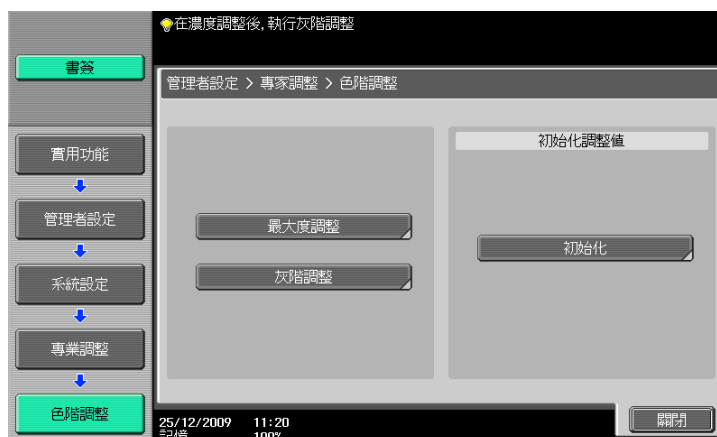 在濃度調整後,執行灰階調整
書簽
管理者設定 > 專家調整 > 色階調整
初始化調整值
實用功能
管理者設定
最大度調整
初始化
系統設定
灰階調整
專業調整
色階調整
關閉
25/12/2009 11:20
記憶 100%